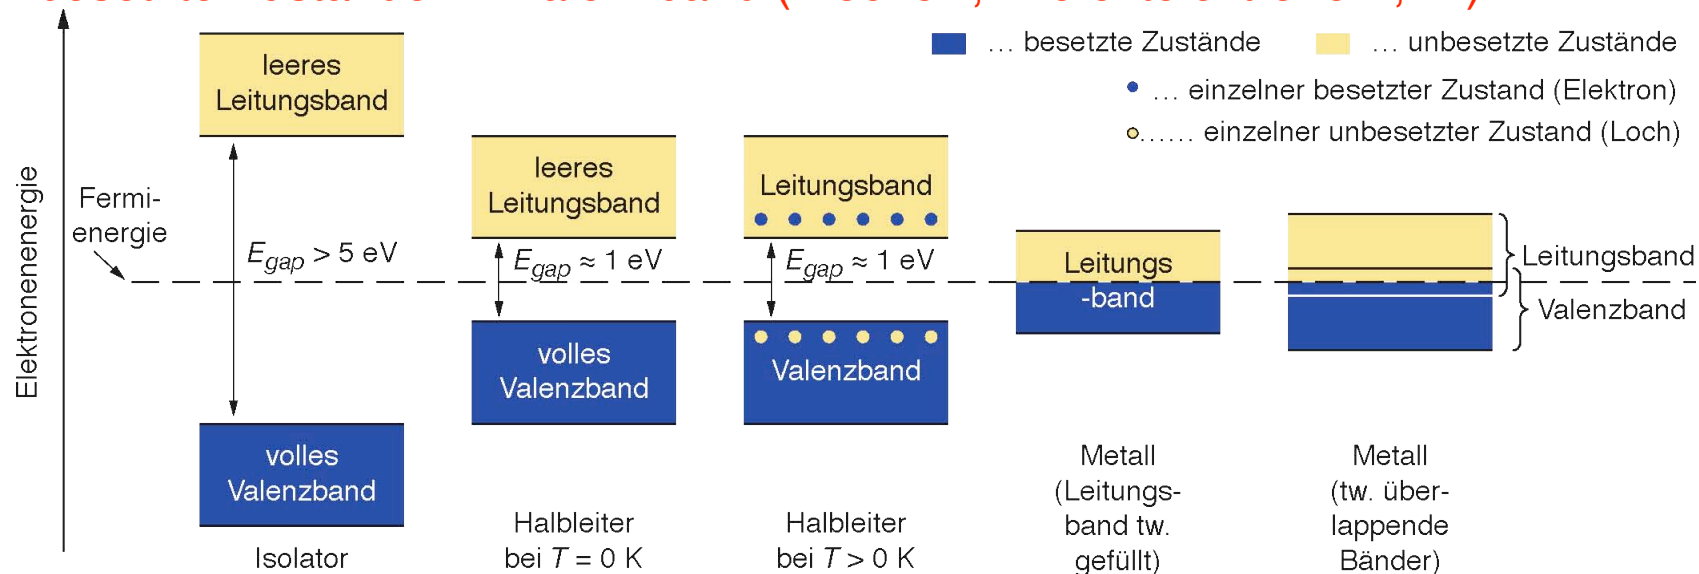 ... besetzte Zustände
... unbesetzte Zustände
... einzelner besetzter Zustand (Elektron)
...... einzelner unbesetzter Zustand (Loch)
Elektronenenergie
Fermi-
energie
leeres
Leitungsband
E_gap > 5 eV
volles
Valenzband
Isolator
leeres
Leitungsband
E_gap ≈ 1 eV
volles
Valenzband
Halbleiter
bei T = 0 K
Leitungsband
E_gap ≈ 1 eV
Valenzband
Halbleiter
bei T > 0 K
Leitungs
-band
Metall
(Leitungs-
band tw.
gefüllt)
Leitungsband
Valenzband
Metall
(tw. über-
lappende
Bänder)